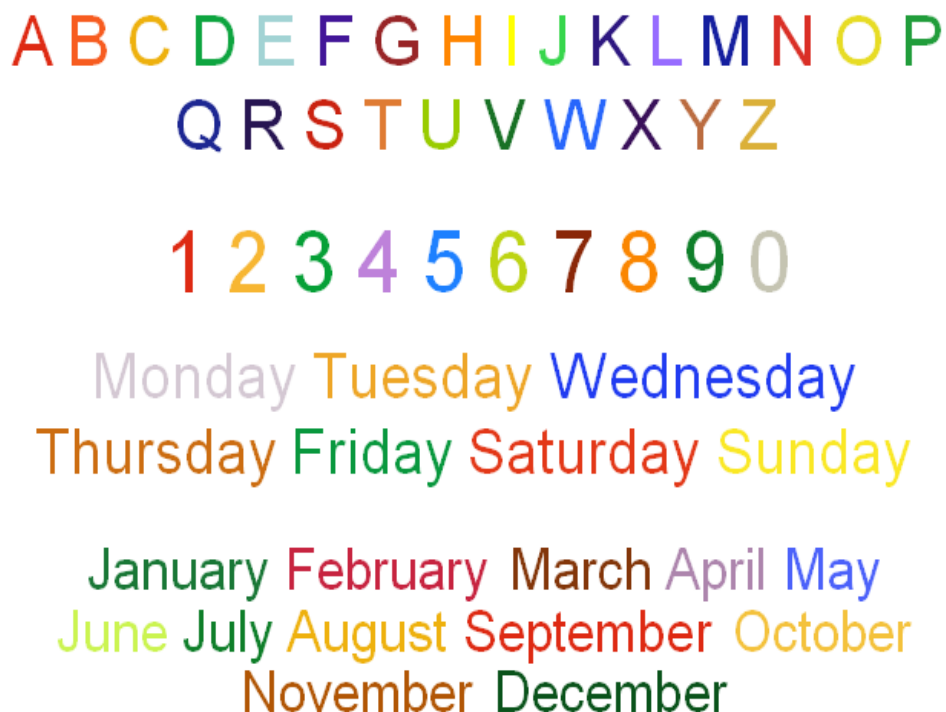 A B C D E F G H I J K L M N O P
Q R S T U V W X Y Z
1 2 3 4 5 6 7 8 9 0
Monday Tuesday Wednesday
Thursday Friday Saturday Sunday
January February March April May
June July August September October
November December